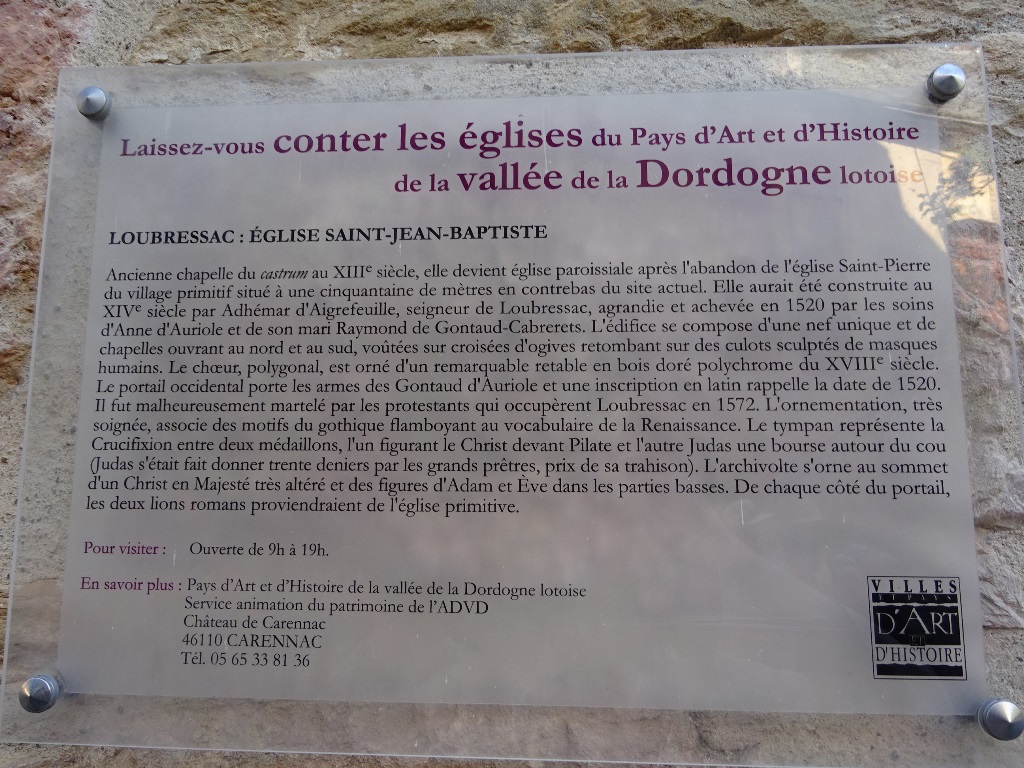 Laissez-vous conter les églises du Pays d'Art et d'Histoire
de la vallée de la Dordogne lotoise
LOUBRESSAC : ÉGLISE SAINT-JEAN-BAPTISTE
Ancienne chapelle du castrum au XIIIe siècle, elle devient église paroissiale après l'abandon de l'église Saint-Pierre
du village primitif situé à une cinquantaine de mètres en contrebas du site actuel. Elle aurait été construite au
XIVe siècle par Adhémar d'Aigrefeuille, seigneur de Loubressac, agrandie et achevée en 1520 par les soins
d'Anne d'Auriole et de son mari Raymond de Gontaud-Cabrerets. L'édifice se compose d'une nef unique et de
chapelles ouvrant au nord et au sud, voûtées sur croisées d'ogives retombant sur des culots sculptés de masques
humains. Le chœur, polygonal, est orné d'un remarquable retable en bois doré polychrome du XVIIIe siècle.
Le portail occidental porte les armes des Gontaud d'Auriole et une inscription en latin rappelle la date de 1520.
Il fut malheureusement martelé par les protestants qui occupèrent Loubressac en 1572. L'ornementation, très
soignée, associe des motifs du gothique flamboyant au vocabulaire de la Renaissance. Le tympan représente la
Crucifixion entre deux médaillons, l'un figurant le Christ devant Pilate et l'autre Judas une bourse autour du cou
(Judas s'était fait donner trente deniers par les grands prêtres, prix de sa trahison). L'archivolte s'orne au sommet
d'un Christ en Majesté très altéré et des figures d'Adam et Ève dans les parties basses. De chaque côté du portail,
les deux lions romans proviendraient de l'église primitive.
Pour visiter : Ouverte de 9h à 19h.
En savoir plus : Pays d'Art et d'Histoire de la vallée de la Dordogne lotoise
Service animation du patrimoine de l'ADVD
Château de Carennac
46110 CARENNAC
Tél. 05 65 33 81 36
VILLES
D'ART
ET
D'HISTOIRE